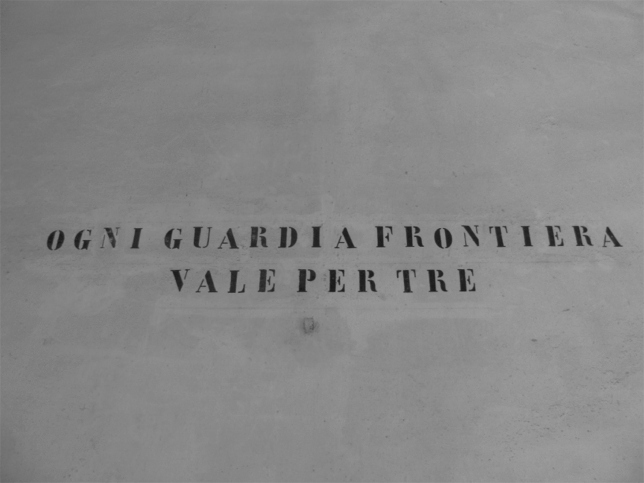 OGNI GUARDIA FRONTIERA
VALE PER TRE